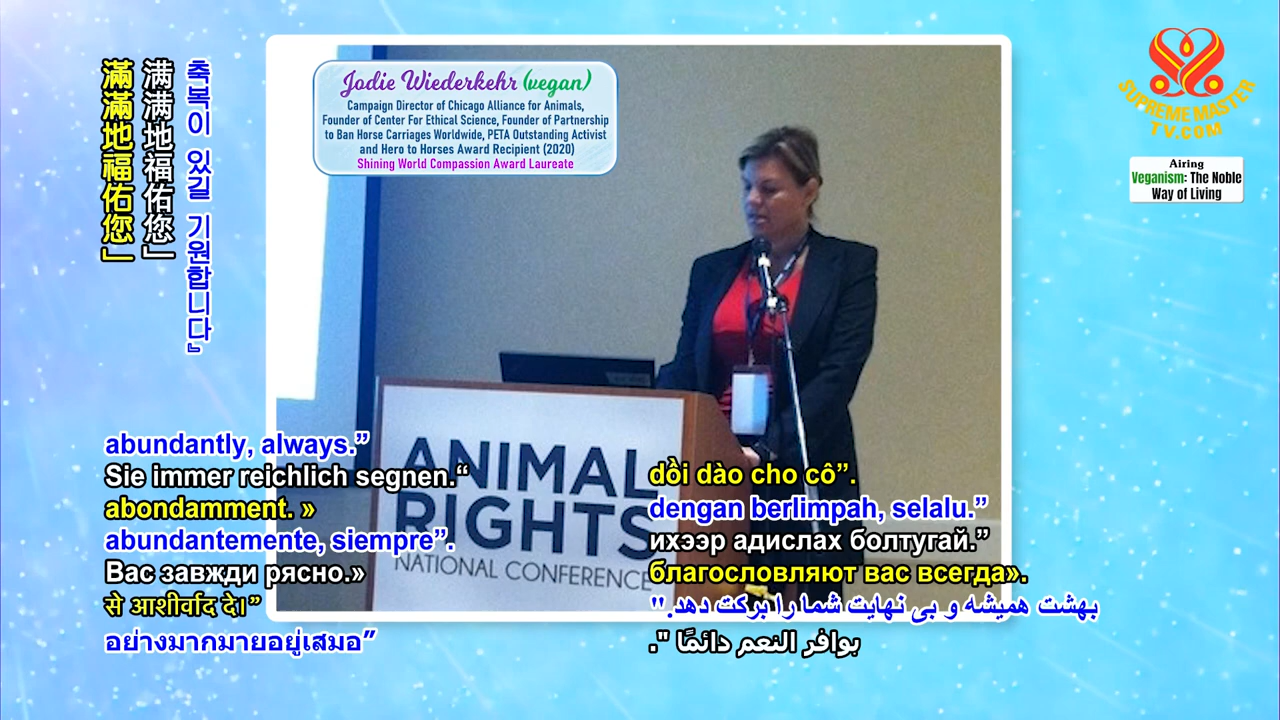 축복이 있길 기원합니다』
满满地福佑您」
滿滿地福佑您」
Jodie Wiederkehr (vegan)
Campaign Director of Chicago Alliance for Animals,
Founder of Center For Ethical Science, Founder of Partnership
to Ban Horse Carriages Worldwide, PETA Outstanding Activist
and Hero to Horses Award Recipient (2020)
Shining World Compassion Award Laureate
SUPREME MASTER
TV.COM
Airing
Veganism: The Noble
Way of Living
ANIMAL
RIGHTS
NATIONAL CONFERENCE
abundantly, always.”
Sie immer reichlich segnen.“
abondamment. »
abundantemente, siempre”.
Вас завжди рясно.»
से आशीर्वाद दे।”
อย่างมากมายอยู่เสมอ”
dồi dào cho cô”.
dengan berlimpah, selalu.”
ихээр адислах болтугай.”
благословляют вас всегда».
بهشت همیشه و بی نهایت شما را برکت دهد."
بوافر النعم دائمًا ".